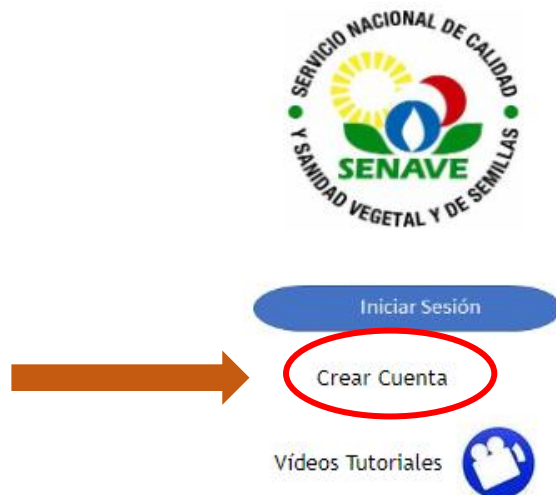 SERVICIO NACIONAL DE CALIDAD
Y SANIDAD VEGETAL Y DE SEMILLAS
SENAVE
Iniciar Sesión
Crear Cuenta
Vídeos Tutoriales